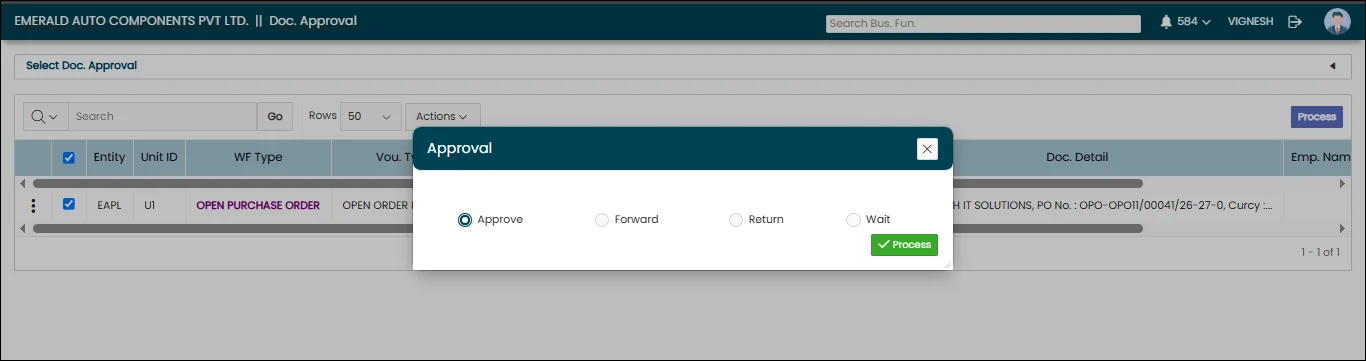 EMERALD AUTO COMPONENTS PVT LTD. || Doc. Approval
Search Bus. Fun.
584
VIGNESH
Select Doc. Approval
Search
Go
Rows
50
Actions
Process
Approval
Entity
Unit ID
WF Type
Vou.
Doc. Detail
Emp.
EAPL
U1
OPEN PURCHASE ORDER
OPEN ORDER
IT SOLUTIONS, PO No. : OPO-OPO11/00041/26-27-0, Curcy :...
Approve
Forward
Return
Wait
Process
1 - 1 of 1